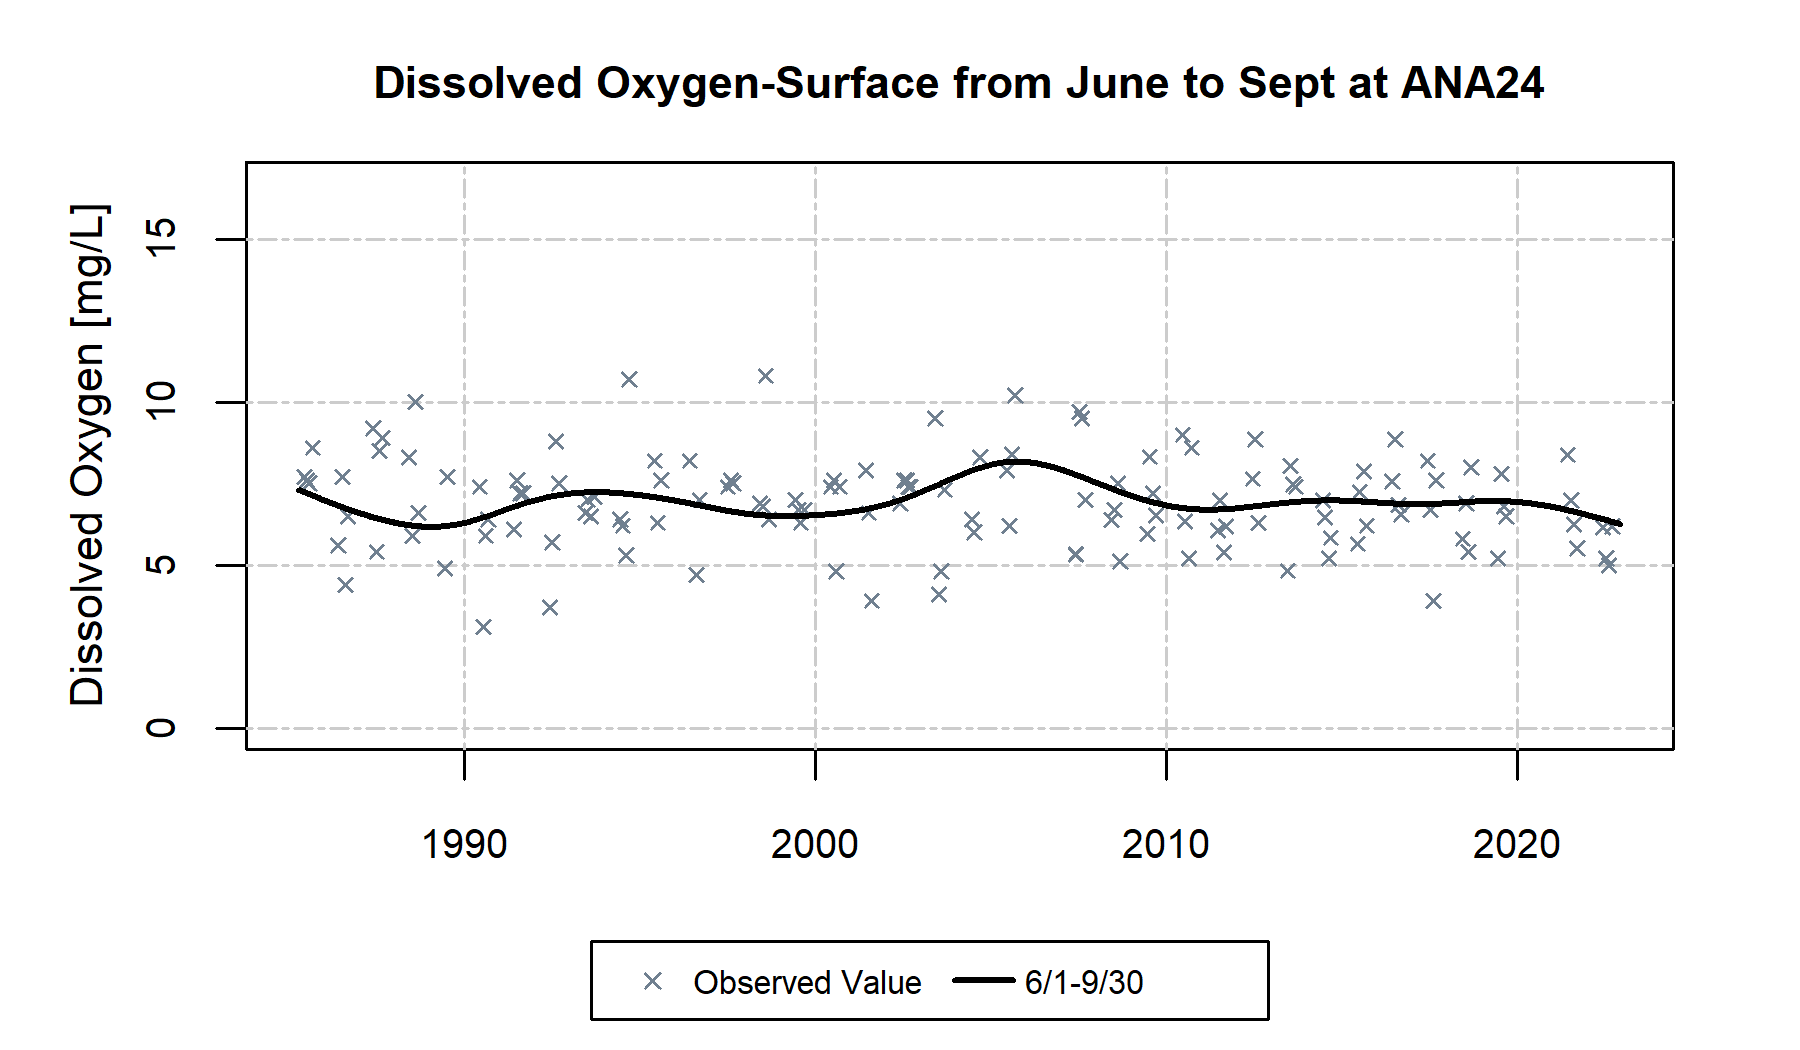 Dissolved Oxygen-Surface from June to Sept at ANA24
Dissolved Oxygen [mg/L]
15
10
5
0
1990 2000 2010 2020
Observed Value 6/1-9/30